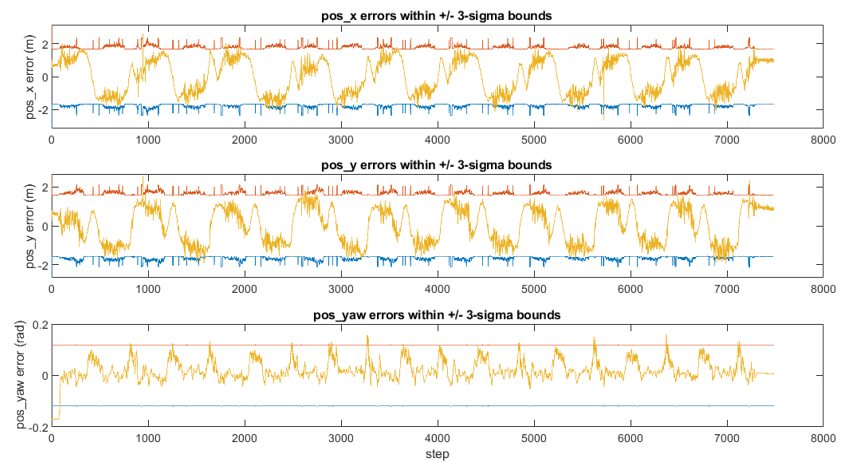 pos_x errors within +/- 3-sigma bounds
pos_x error (m)
2
0
-2
0 1000 2000 3000 4000 5000 6000 7000 8000
pos_y errors within +/- 3-sigma bounds
pos_y error (m)
2
0
-2
0 1000 2000 3000 4000 5000 6000 7000 8000
pos_yaw errors within +/- 3-sigma bounds
pos_yaw error (rad)
0.2
0
-0.2
0 1000 2000 3000 4000 5000 6000 7000 8000
step